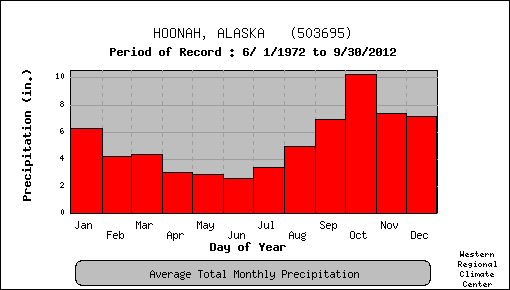 HOONAH, ALASKA (503695)
Period of Record : 6/ 1/1972 to 9/30/2012
Precipitation (in.)
10
8
6
4
2
0
Jan Mar May Jul Sep Nov
Feb Apr Jun Aug Oct Dec
Day of Year
Average Total Monthly Precipitation
Western
Regional
Climate
Center